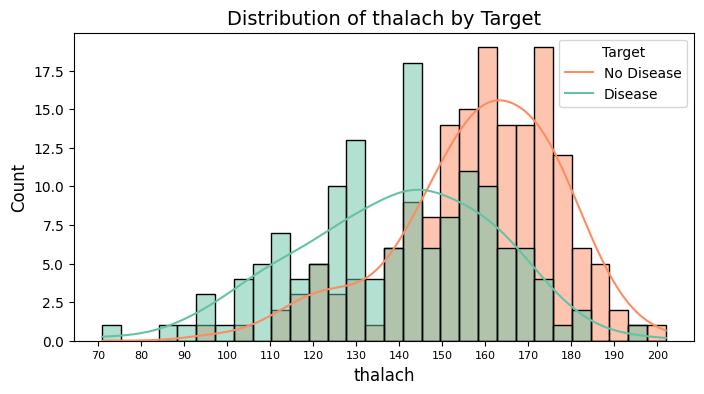 Distribution of thalach by Target
Target
No Disease
Disease
Count
17.5
15.0
12.5
10.0
7.5
5.0
2.5
0.0
70 80 90 100 110 120 130 140 150 160 170 180 190 200
thalach